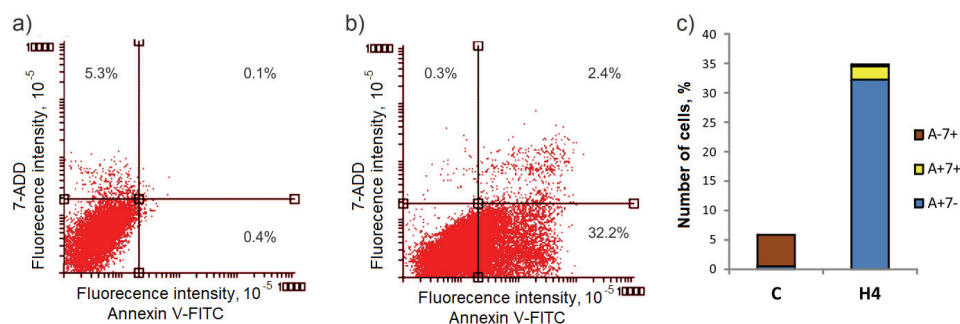 a)
5.3%
0.1%
0.4%
7-ADD
Fluorecence intensity, 10-5
Fluorecence intensity, 10-5
Annexin V-FITC
b)
0.3%
2.4%
32.2%
7-ADD
Fluorecence intensity, 10-5
Fluorecence intensity, 10-5
Annexin V-FITC
c)
Number of cells, %
40
35
30
25
20
15
10
5
0
C
H4
A-7+
A+7+
A+7-